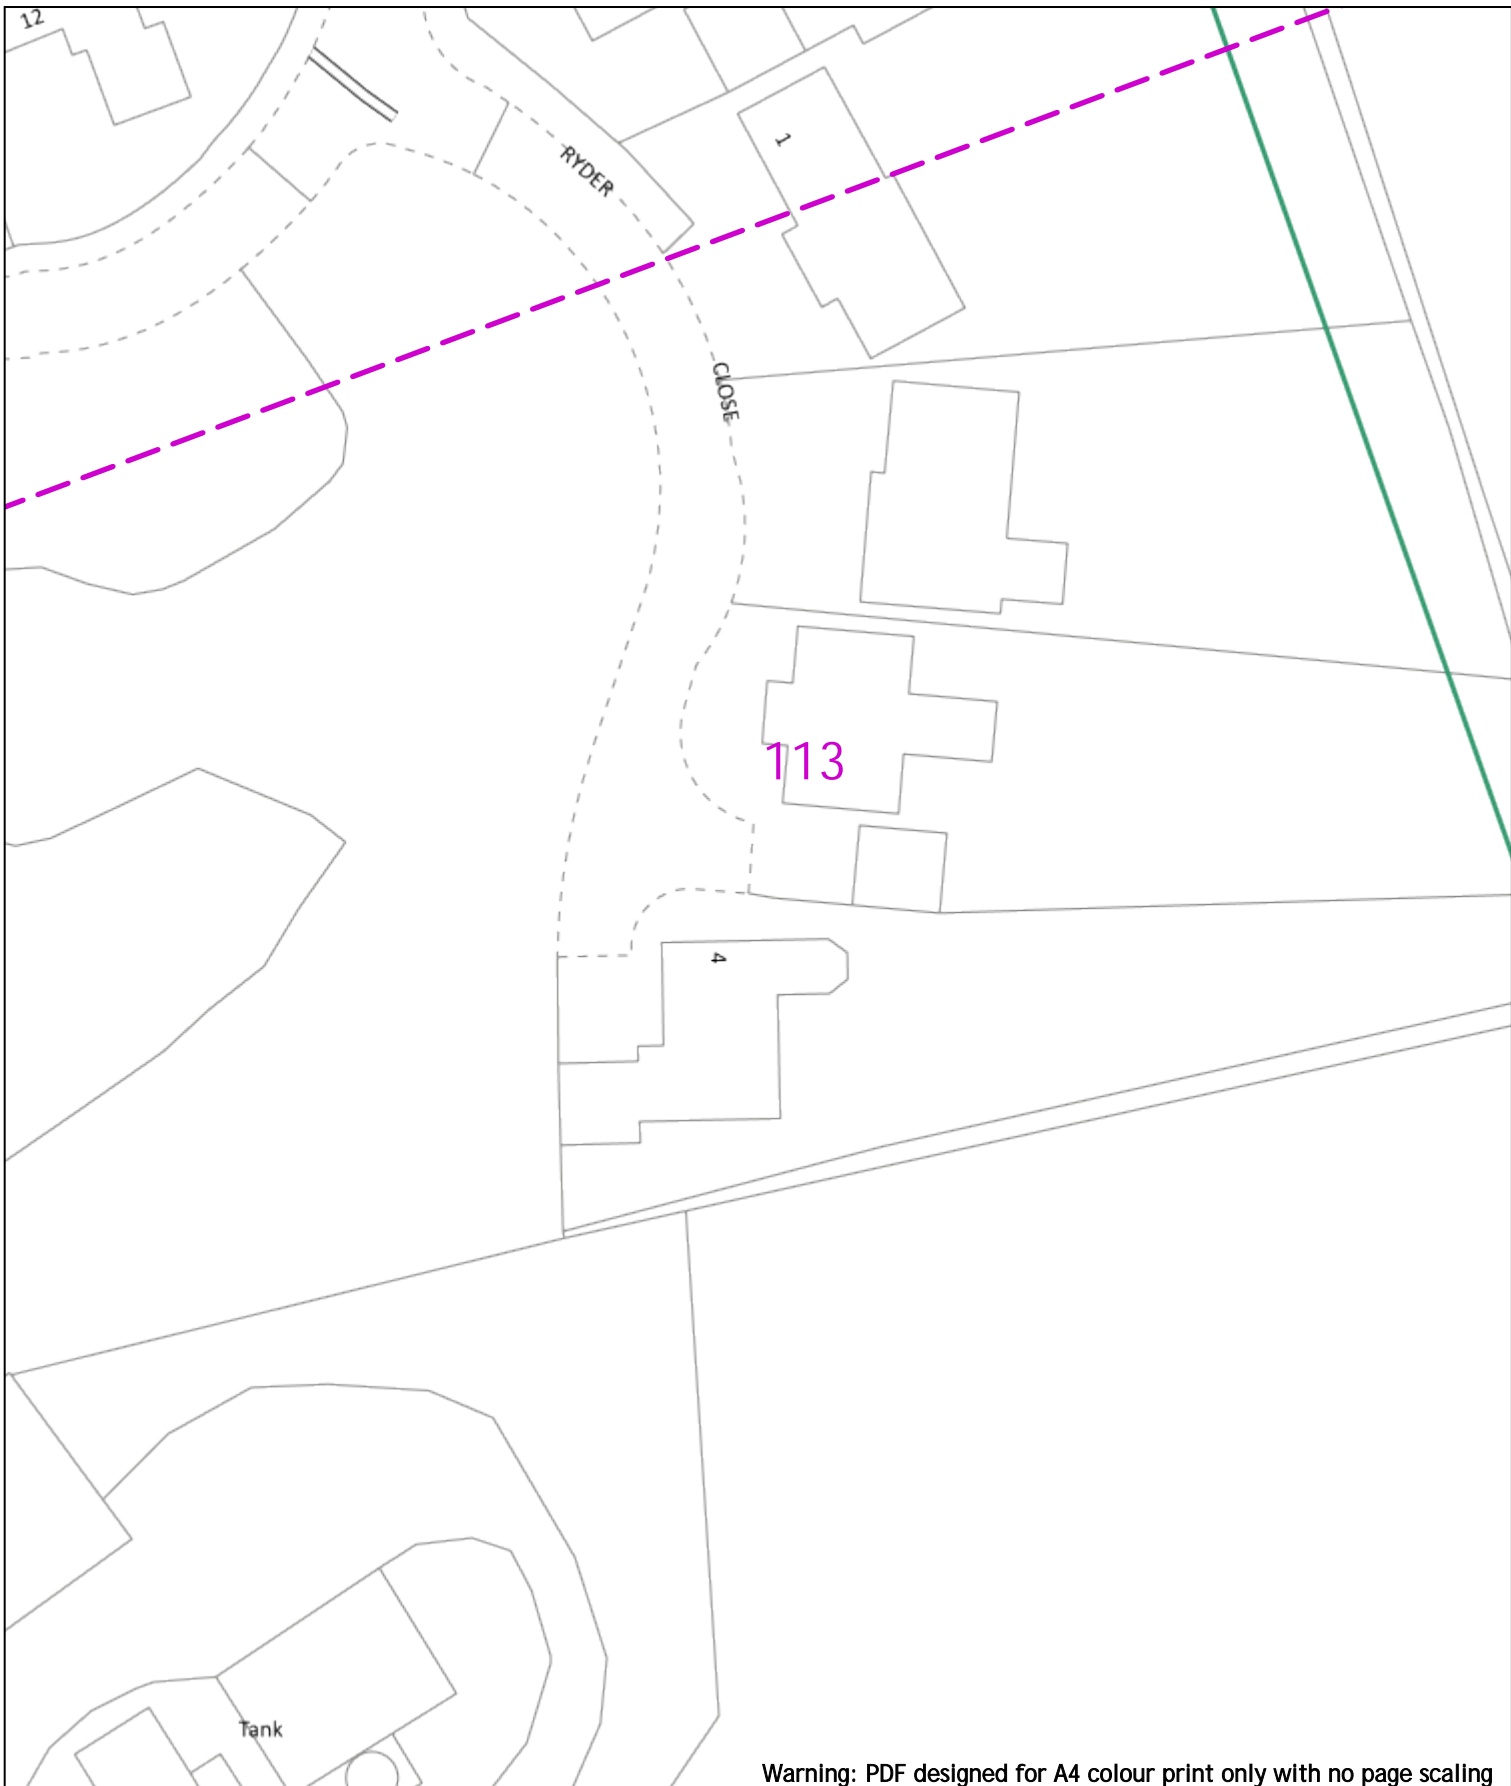 12
1
RYDER
CLOSE
113
4
Tank
Warning: PDF designed for A4 colour print only with no page scaling